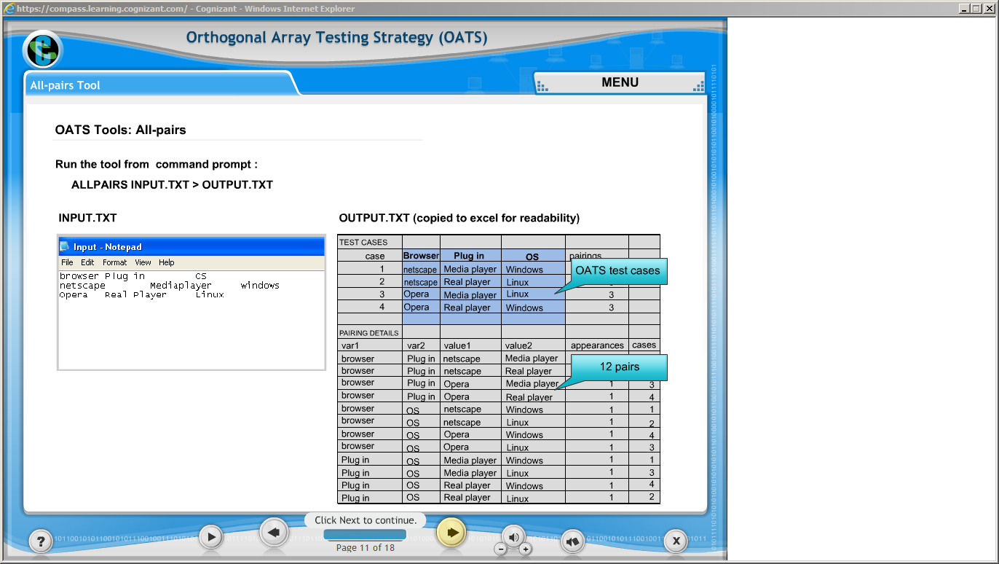 https://compass.learning.cognizant.com/ - Cognizant - Windows Internet Explorer
Orthogonal Array Testing Strategy (OATS)
All-pairs Tool
MENU
OATS Tools: All-pairs
Run the tool from command prompt :
ALLPAIRS INPUT.TXT > OUTPUT.TXT
INPUT.TXT
Input - Notepad
File Edit Format View Help
browser Plug in OS
netscape Mediaplayer windows
Opera Real Player Linux
OUTPUT.TXT (copied to excel for readability)
TEST CASES
case Browser Plug in OS pairings
1 netscape Media player Windows
2 netscape Real player Linux
3 Opera Media player Linux 3
4 Opera Real player Windows 3
OATS test cases
PAIRING DETAILS
var1 var2 value1 value2 appearances cases
browser Plug in netscape Media player
browser Plug in netscape Real player
browser Plug in Opera Media player 1 3
browser Plug in Opera Real player 1 4
browser OS netscape Windows 1 1
browser OS netscape Linux 1 2
browser OS Opera Windows 1 4
browser OS Opera Linux 1 3
Plug in OS Media player Windows 1 1
Plug in OS Media player Linux 1 3
Plug in OS Real player Windows 1 4
Plug in OS Real player Linux 1 2
12 pairs
Click Next to continue.
Page 11 of 18